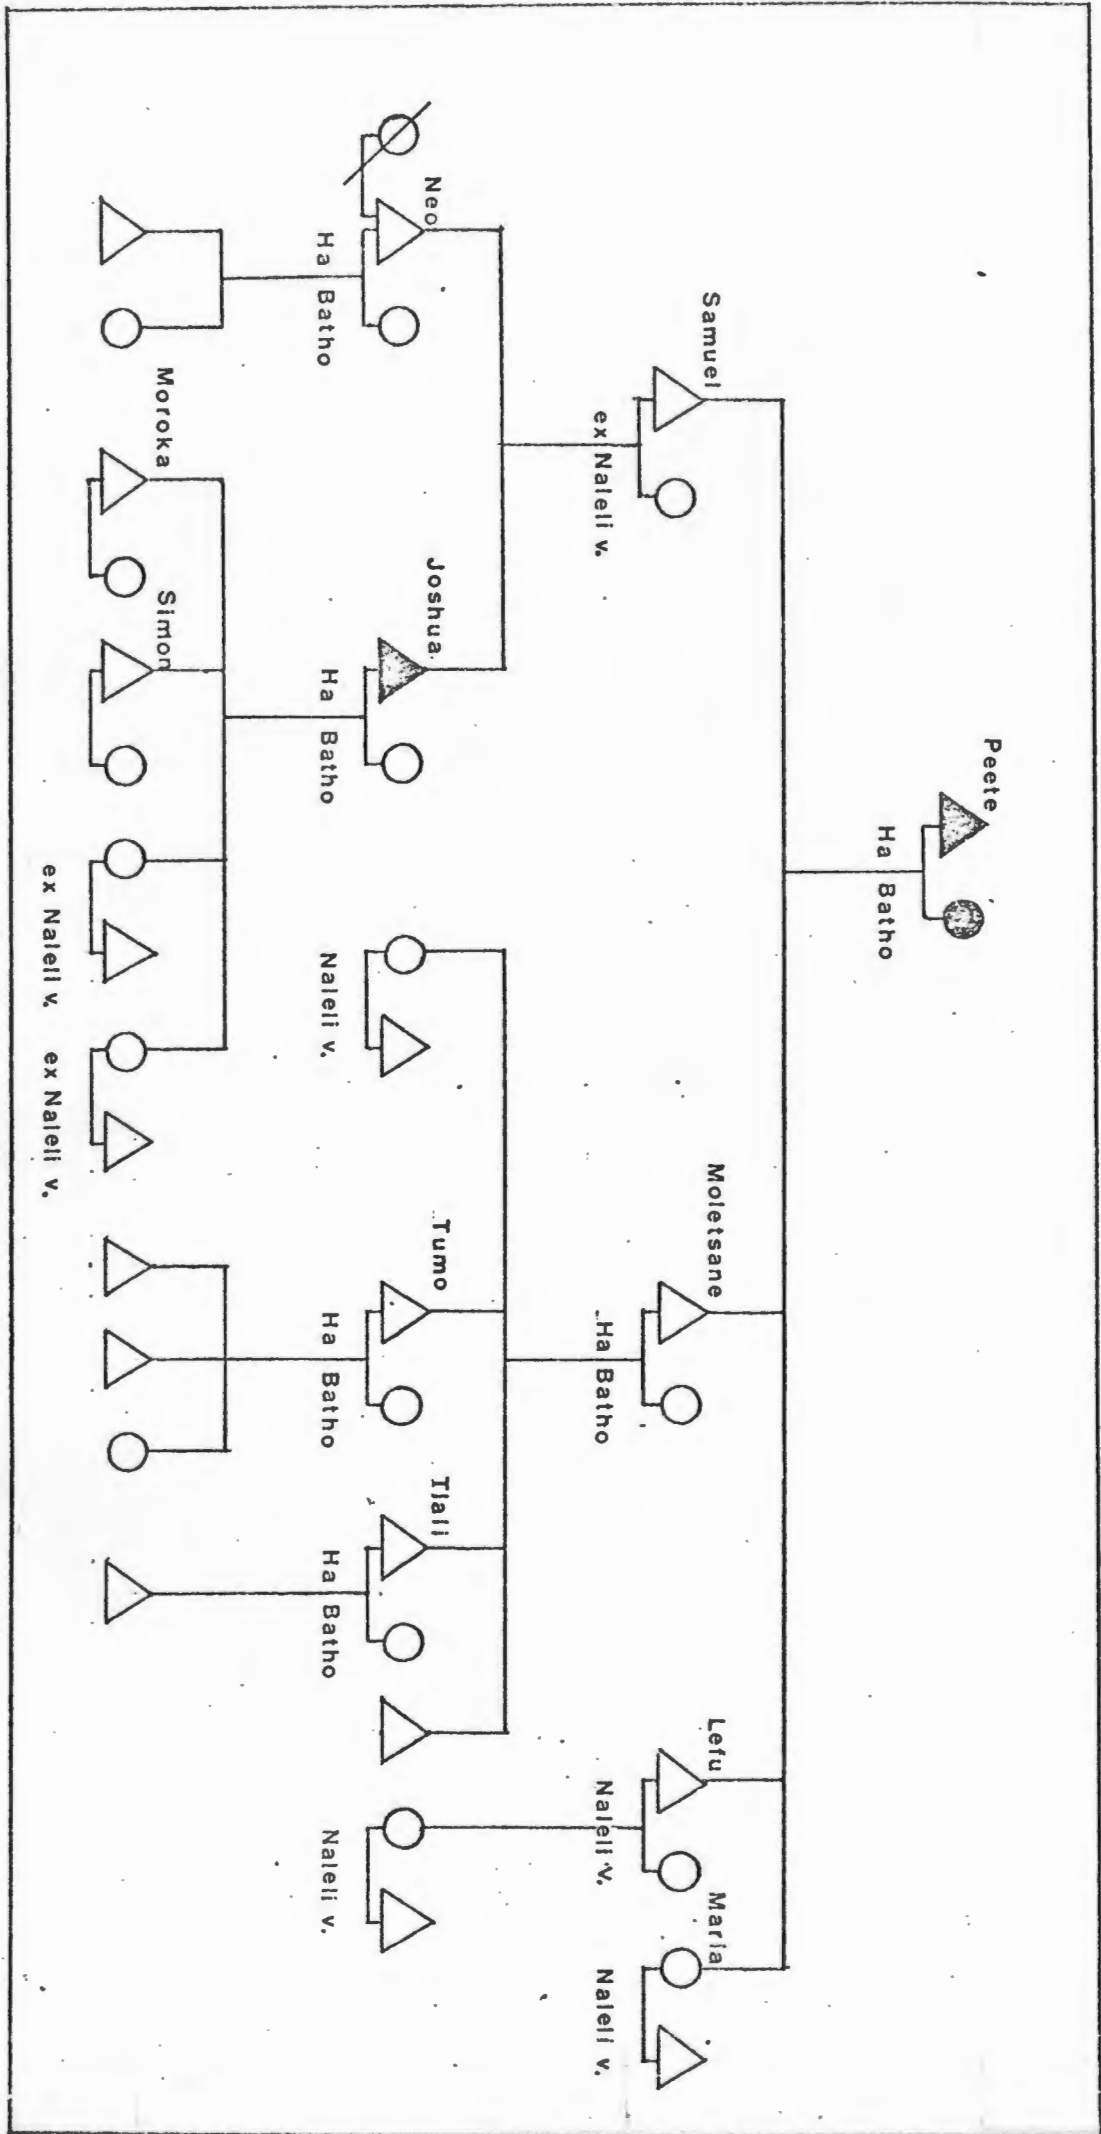 Peete
Ha Batho
Samuel
ex Naleli v.
Moletsane
Ha Batho
Lefu
Naleli v.
Maria
Naleli v.
Neo
Ha Batho
Joshua
Ha Batho
Naleli v.
Tumo
Ha Batho
Tlali
Ha Batho
Naleli v.
Moroka
Simon
ex Naleli v.
ex Naleli v.